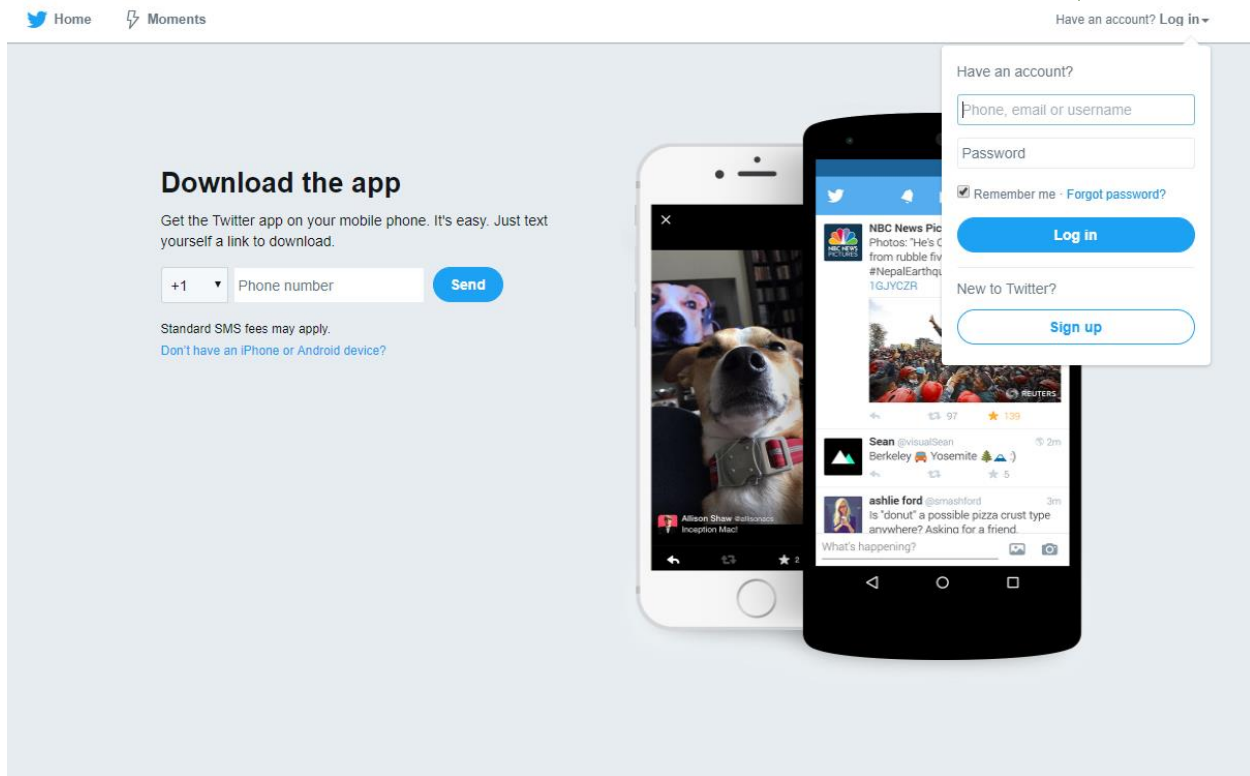 Home
Moments
Have an account? Log in
Have an account?
Phone, email or username
Password
Remember me · Forgot password?
Log in
New to Twitter?
Sign up
Download the app
Get the Twitter app on your mobile phone. It's easy. Just text
yourself a link to download.
+1
Phone number
Send
Standard SMS fees may apply.
Don't have an iPhone or Android device?
Allison Shaw @allisonacs
Inception Mac!
2
NBC NEWS
PICTURES
NBC News Pic
Photos: "He's
from rubble fiv
#NepalEarthqu
1GJYCZR
REUTERS
97
139
Sean @visualSean
2m
Berkeley 🚘 Yosemite 🌲🗻 :)
5
ashlie ford @smashford
3m
Is "donut" a possible pizza crust type
anywhere? Asking for a friend.
What's happening?